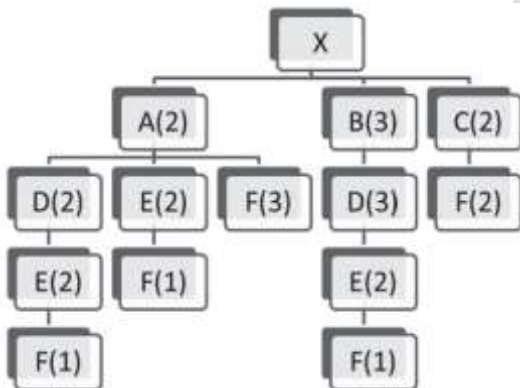 X
A(2) B(3) C(2)
D(2) E(2) F(3) D(3) F(2)
E(2) F(1) E(2)
F(1) F(1)